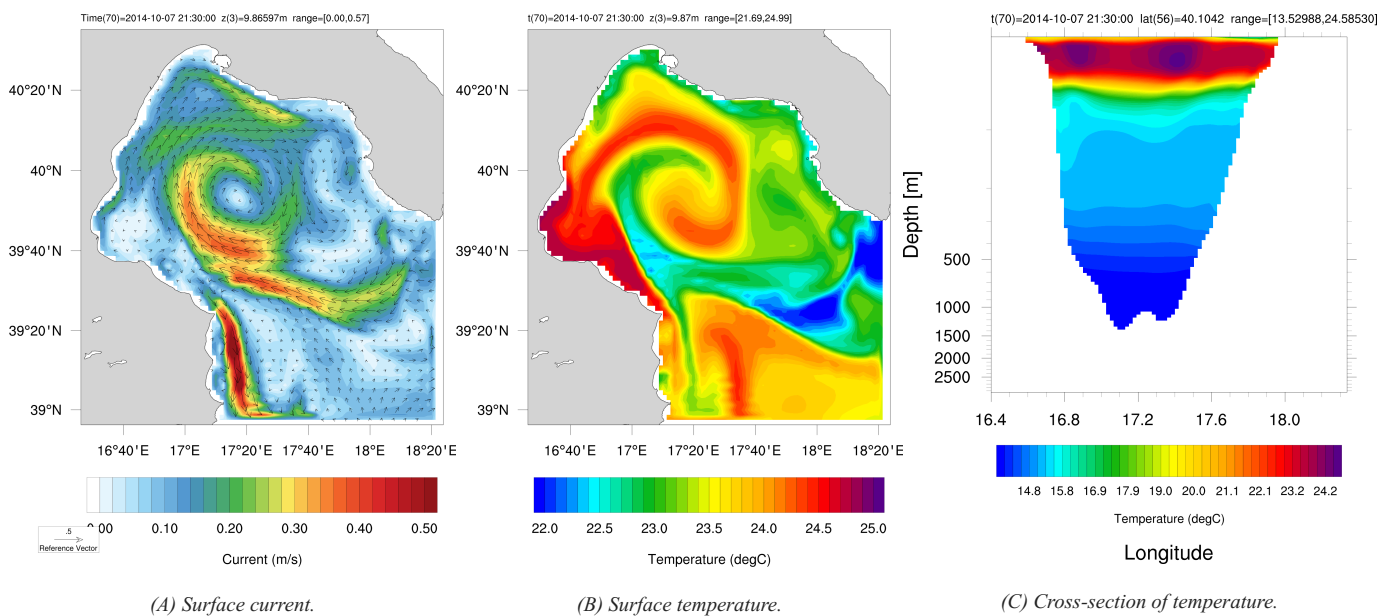 Time(70)=2014-10-07 21:30:00 z(3)=9.86597m range=[0.00,0.57]
40°20'N
40°N
39°40'N
39°20'N
39°N
16°40'E 17°E 17°20'E 17°40'E 18°E 18°20'E
0.00 0.10 0.20 0.30 0.40 0.50
.5
Reference Vector
Current (m/s)
(A) Surface current.
t(70)=2014-10-07 21:30:00 z(3)=9.87m range=[21.69,24.99]
40°20'N
40°N
39°40'N
39°20'N
39°N
16°40'E 17°E 17°20'E 17°40'E 18°E 18°20'E
22.0 22.5 23.0 23.5 24.0 24.5 25.0
Temperature (degC)
(B) Surface temperature.
t(70)=2014-10-07 21:30:00 lat(56)=40.1042 range=[13.52988,24.58530]
Depth [m]
500
1000
1500
2000
2500
16.4 16.8 17.2 17.6 18.0
14.8 15.8 16.9 17.9 19.0 20.0 21.1 22.1 23.2 24.2
Temperature (degC)
Longitude
(C) Cross-section of temperature.